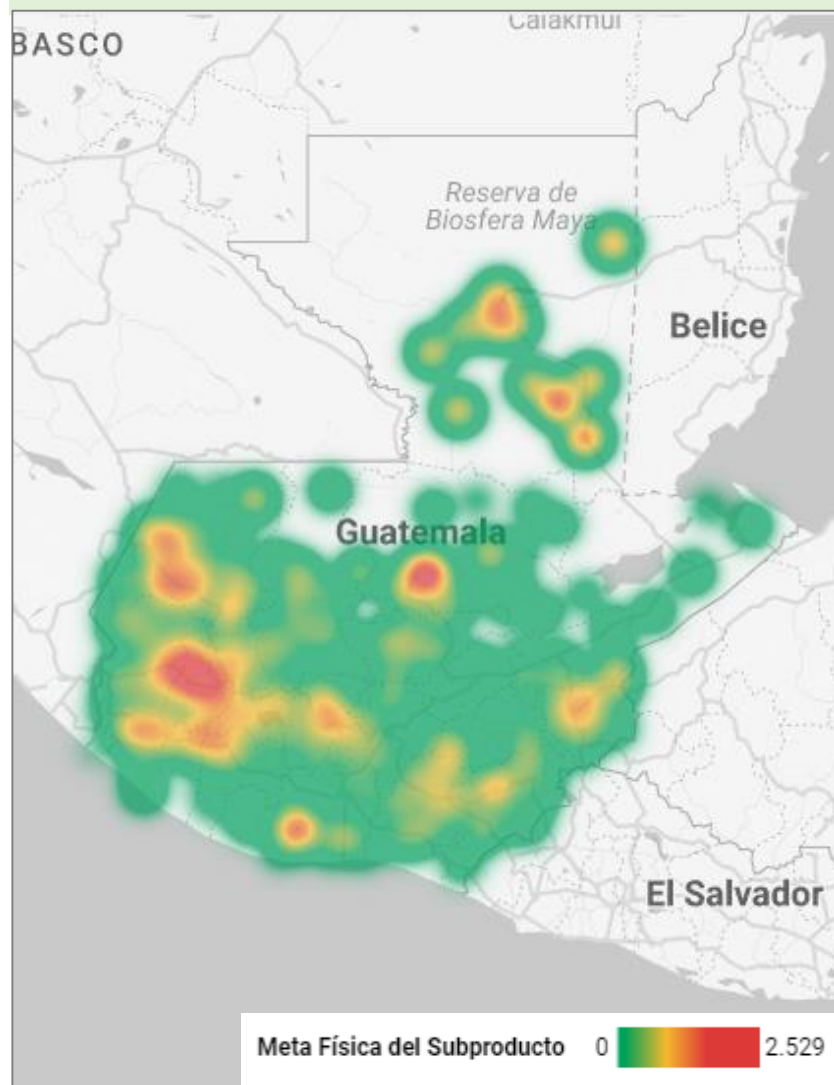 Calakmul
BASCO
Reserva de
Biosfera Maya
Belice
Guatemala
El Salvador
Meta Física del Subproducto 0 2.529